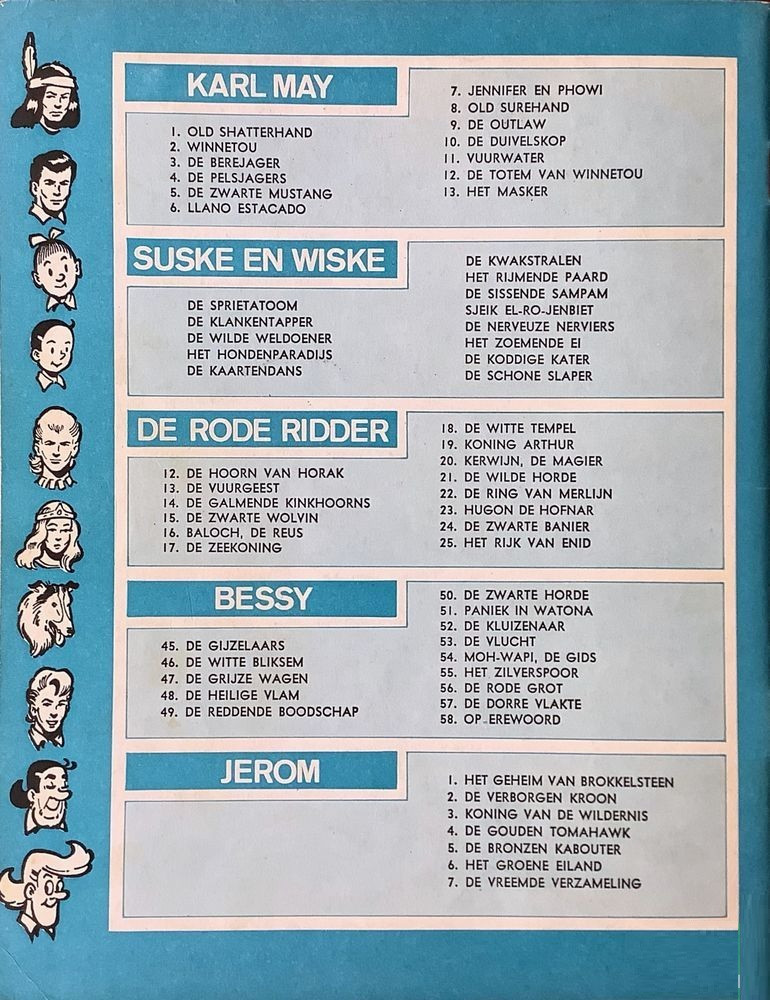 KARL MAY
1. OLD SHATTERHAND
2. WINNETOU
3. DE BEREJAGER
4. DE PELSJAGERS
5. DE ZWARTE MUSTANG
6. LLANO ESTACADO
7. JENNIFER EN PHOWI
8. OLD SUREHAND
9. DE OUTLAW
10. DE DUIVELSKOP
11. VUURWATER
12. DE TOTEM VAN WINNETOU
13. HET MASKER
SUSKE EN WISKE
DE SPRIETATOOM
DE KLANKENTAPPER
DE WILDE WELDOENER
HET HONDENPARADIJS
DE KAARTENDANS
DE KWAKSTRALEN
HET RIJMENDE PAARD
DE SISSENDE SAMPAM
SJEIK EL-RO-JENBIET
DE NERVEUZE NERVIERS
HET ZOEMENDE EI
DE KODDIGE KATER
DE SCHONE SLAPER
DE RODE RIDDER
12. DE HOORN VAN HORAK
13. DE VUURGEEST
14. DE GALMENDE KINKHOORNS
15. DE ZWARTE WOLVIN
16. BALOCH, DE REUS
17. DE ZEEKONING
18. DE WITTE TEMPEL
19. KONING ARTHUR
20. KERWIJN, DE MAGIER
21. DE WILDE HORDE
22. DE RING VAN MERLIJN
23. HUGON DE HOFNAR
24. DE ZWARTE BANIER
25. HET RIJK VAN ENID
BESSY
45. DE GIJZELAARS
46. DE WITTE BLIKSEM
47. DE GRIJZE WAGEN
48. DE HEILIGE VLAM
49. DE REDDENDE BOODSCHAP
50. DE ZWARTE HORDE
51. PANIEK IN WATONA
52. DE KLUIZENAAR
53. DE VLUCHT
54. MOH-WAPI, DE GIDS
55. HET ZILVERSPOOR
56. DE RODE GROT
57. DE DORRE VLAKTE
58. OP EREWOORD
JEROM
1. HET GEHEIM VAN BROKKELSTEEN
2. DE VERBORGEN KROON
3. KONING VAN DE WILDERNIS
4. DE GOUDEN TOMAHAWK
5. DE BRONZEN KABOUTER
6. HET GROENE EILAND
7. DE VREEMDE VERZAMELING